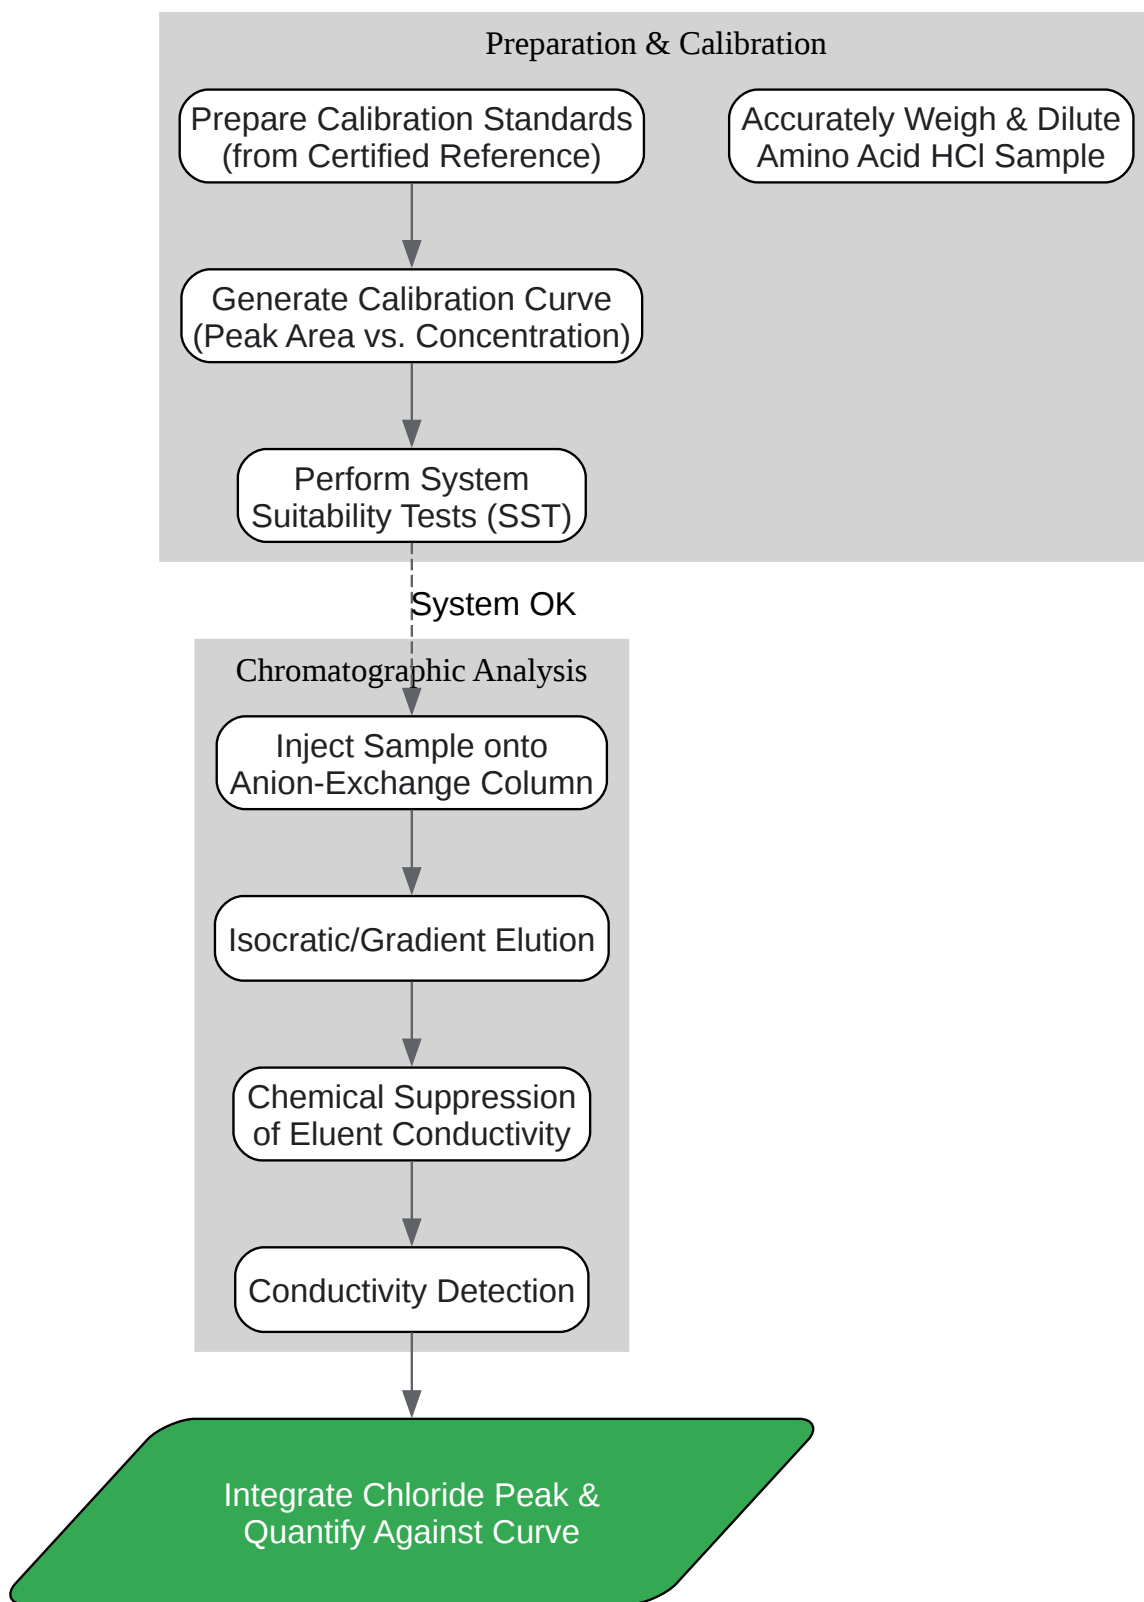 Preparation & Calibration
Prepare Calibration Standards
(from Certified Reference)
Accurately Weigh & Dilute
Amino Acid HCl Sample
Generate Calibration Curve
(Peak Area vs. Concentration)
Perform System
Suitability Tests (SST)
System OK
Chromatographic Analysis
Inject Sample onto
Anion-Exchange Column
Isocratic/Gradient Elution
Chemical Suppression
of Eluent Conductivity
Conductivity Detection
Integrate Chloride Peak &
Quantify Against Curve